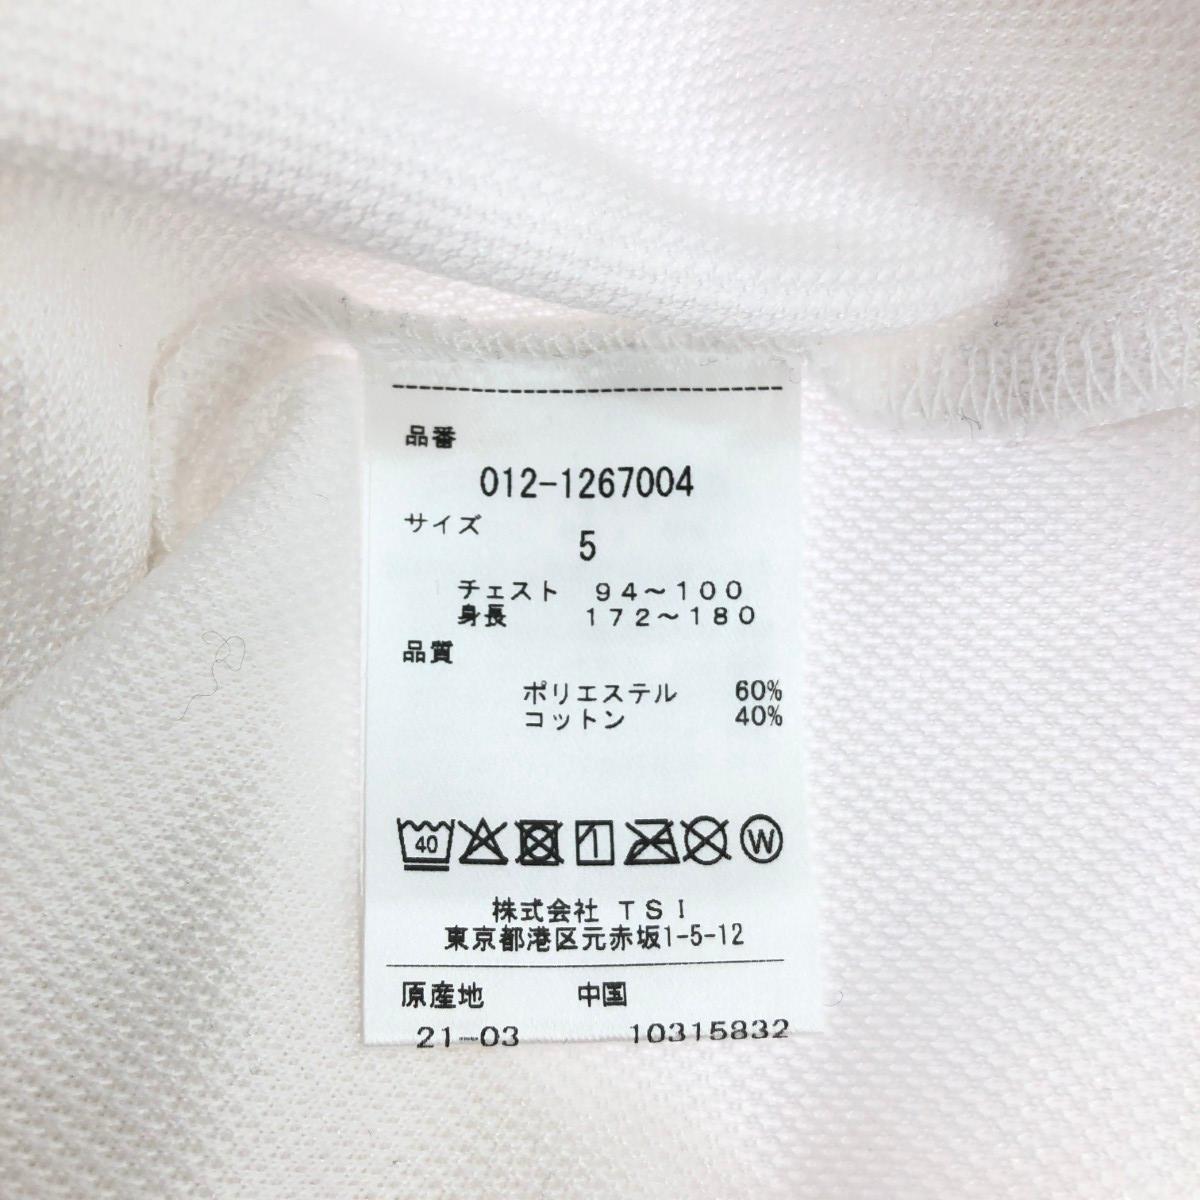 品番
012-1267004
サイズ
5
チェスト 94～100
身長 172～180
品質
ポリエステル 60%
コットン 40%
40 W
株式会社 TSI
東京都港区元赤坂1-5-12
原産地 中国
21-03 10315832